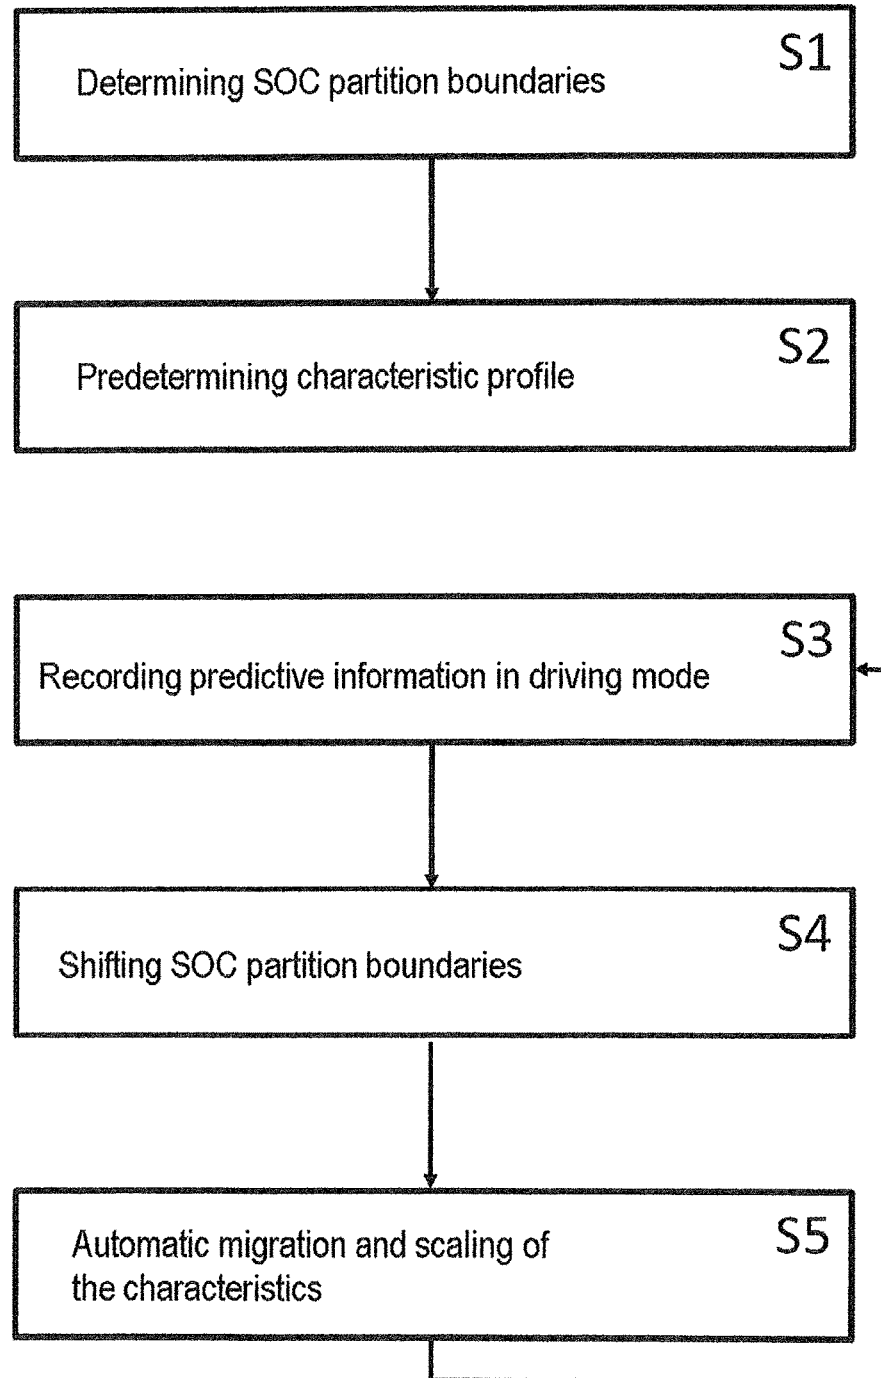 S1
Determining SOC partition boundaries
S2
Predetermining characteristic profile
S3
Recording predictive information in driving mode
S4
Shifting SOC partition boundaries
S5
Automatic migration and scaling of
the characteristics